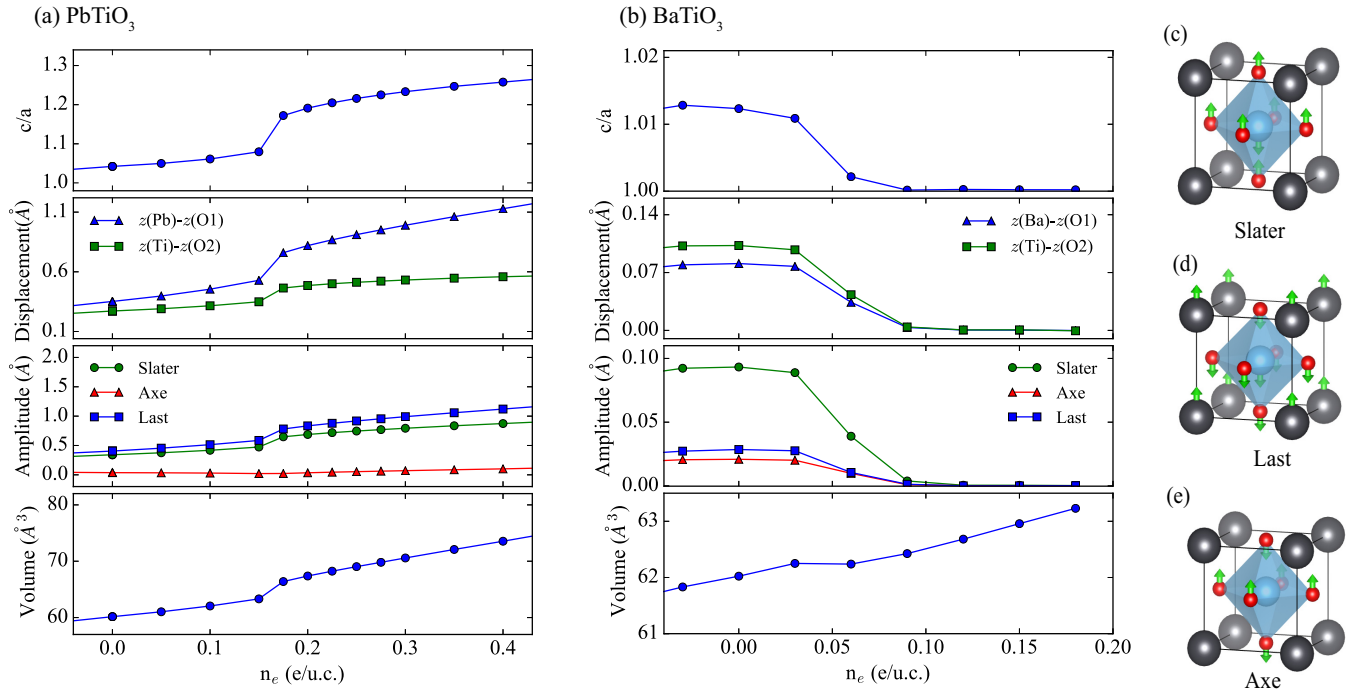 (a) PbTiO₃
1.3
1.2
1.1
1.0
c/a
1.1
0.6
0.1
Displacement(Å)
z(Pb)-z(O1)
z(Ti)-z(O2)
2.0
1.5
1.0
0.5
0.0
Amplitude (Å)
Slater
Axe
Last
80
70
60
Volume (Å³)
0.0 0.1 0.2 0.3 0.4
nₑ (e/u.c.)
(b) BaTiO₃
1.02
1.01
1.00
c/a
0.14
0.07
0.00
Displacement(Å)
z(Ba)-z(O1)
z(Ti)-z(O2)
0.10
0.05
0.00
Amplitude (Å)
Slater
Axe
Last
63
62
61
Volume (Å³)
0.00 0.05 0.10 0.15 0.20
nₑ (e/u.c.)
(c)
Slater
(d)
Last
(e)
Axe